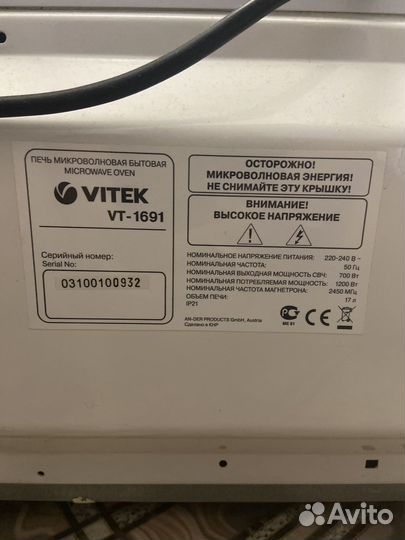 ПЕЧЬ МИКРОВОЛНОВАЯ БЫТОВАЯ
MICROWAVE OVEN
VITEK
VT-1691
Серийный номер:
Serial No:
03100100932
ОСТОРОЖНО!
МИКРОВОЛНОВАЯ ЭНЕРГИЯ!
НЕ СНИМАЙТЕ ЭТУ КРЫШКУ!
ВНИМАНИЕ!
ВЫСОКОЕ НАПРЯЖЕНИЕ
НОМИНАЛЬНОЕ НАПРЯЖЕНИЕ ПИТАНИЯ: 220-240 В ~
НОМИНАЛЬНАЯ ЧАСТОТА: 50 Гц
НОМИНАЛЬНАЯ ВЫХОДНАЯ МОЩНОСТЬ СВЧ: 700 Вт
НОМИНАЛЬНАЯ ПОТРЕБЛЯЕМАЯ МОЩНОСТЬ: 1200 Вт
НОМИНАЛЬНАЯ ЧАСТОТА МАГНЕТРОНА: 2450 МГц
ОБЪЕМ ПЕЧИ: 17 л
IP21
AN-DER PRODUCTS GmbH, Austria
Сделано в КНР
ME 61
CE
Avito